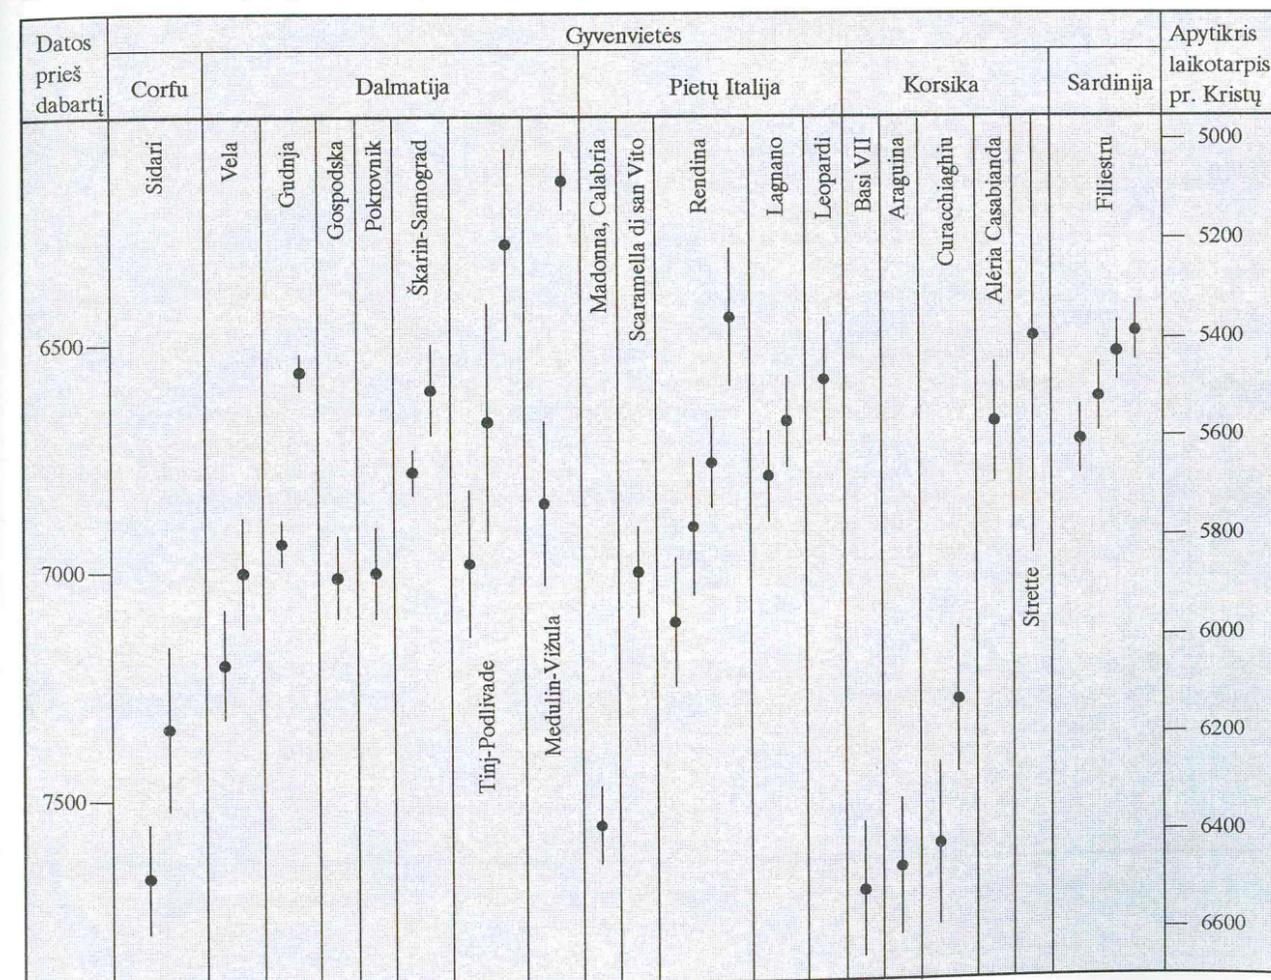 Datos
prieš
dabartį
Gyvenvietės
Apytikris
laikotarpis
pr. Kristų
Corfu
Dalmatija
Pietų Italija
Korsika
Sardinija
Sidari
Vela
Gudnja
Gospodska
Pokrovnik
Škarin-Samograd
Tinj-Podlivade
Medulin-Vižula
Madonna, Calabria
Scaramella di san Vito
Rendina
Lagnano
Leopardi
Basi VII
Araguina
Curacchiaghiu
Aléria Casabianda
Strette
Filiestru
6500
7000
7500
5000
5200
5400
5600
5800
6000
6200
6400
6600